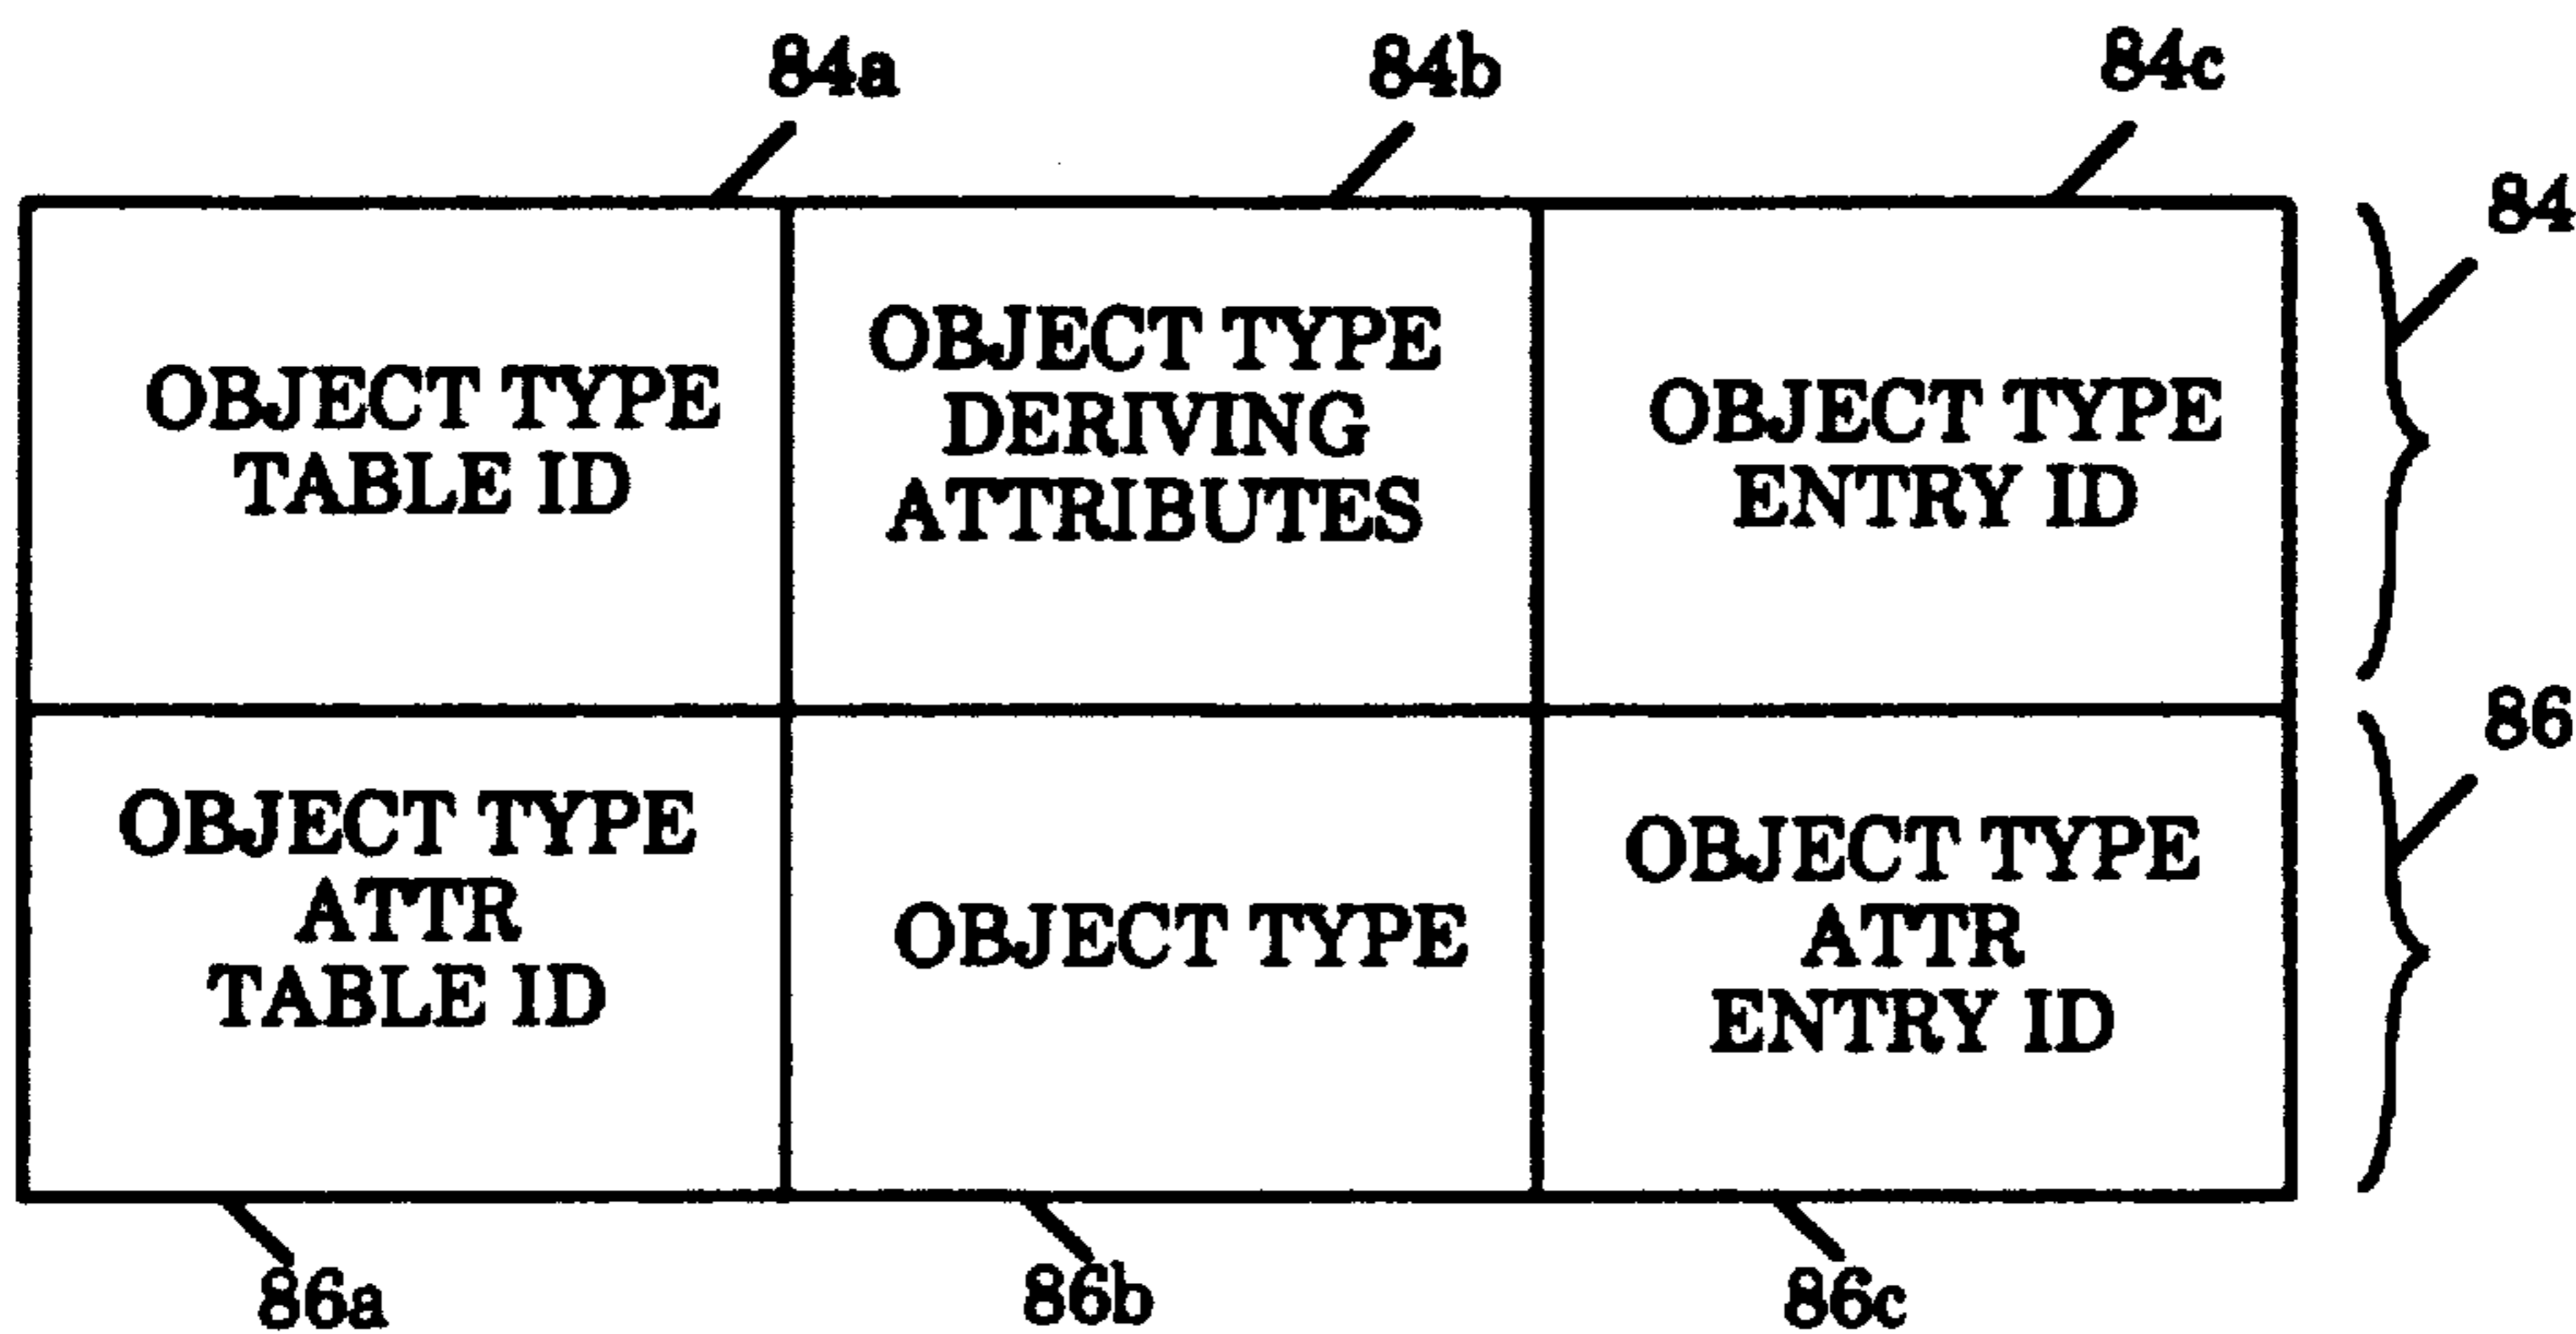 84a
84b
84c
84
OBJECT TYPE
TABLE ID
OBJECT TYPE
DERIVING
ATTRIBUTES
OBJECT TYPE
ENTRY ID
86
OBJECT TYPE
ATTR
TABLE ID
OBJECT TYPE
OBJECT TYPE
ATTR
ENTRY ID
86a
86b
86c